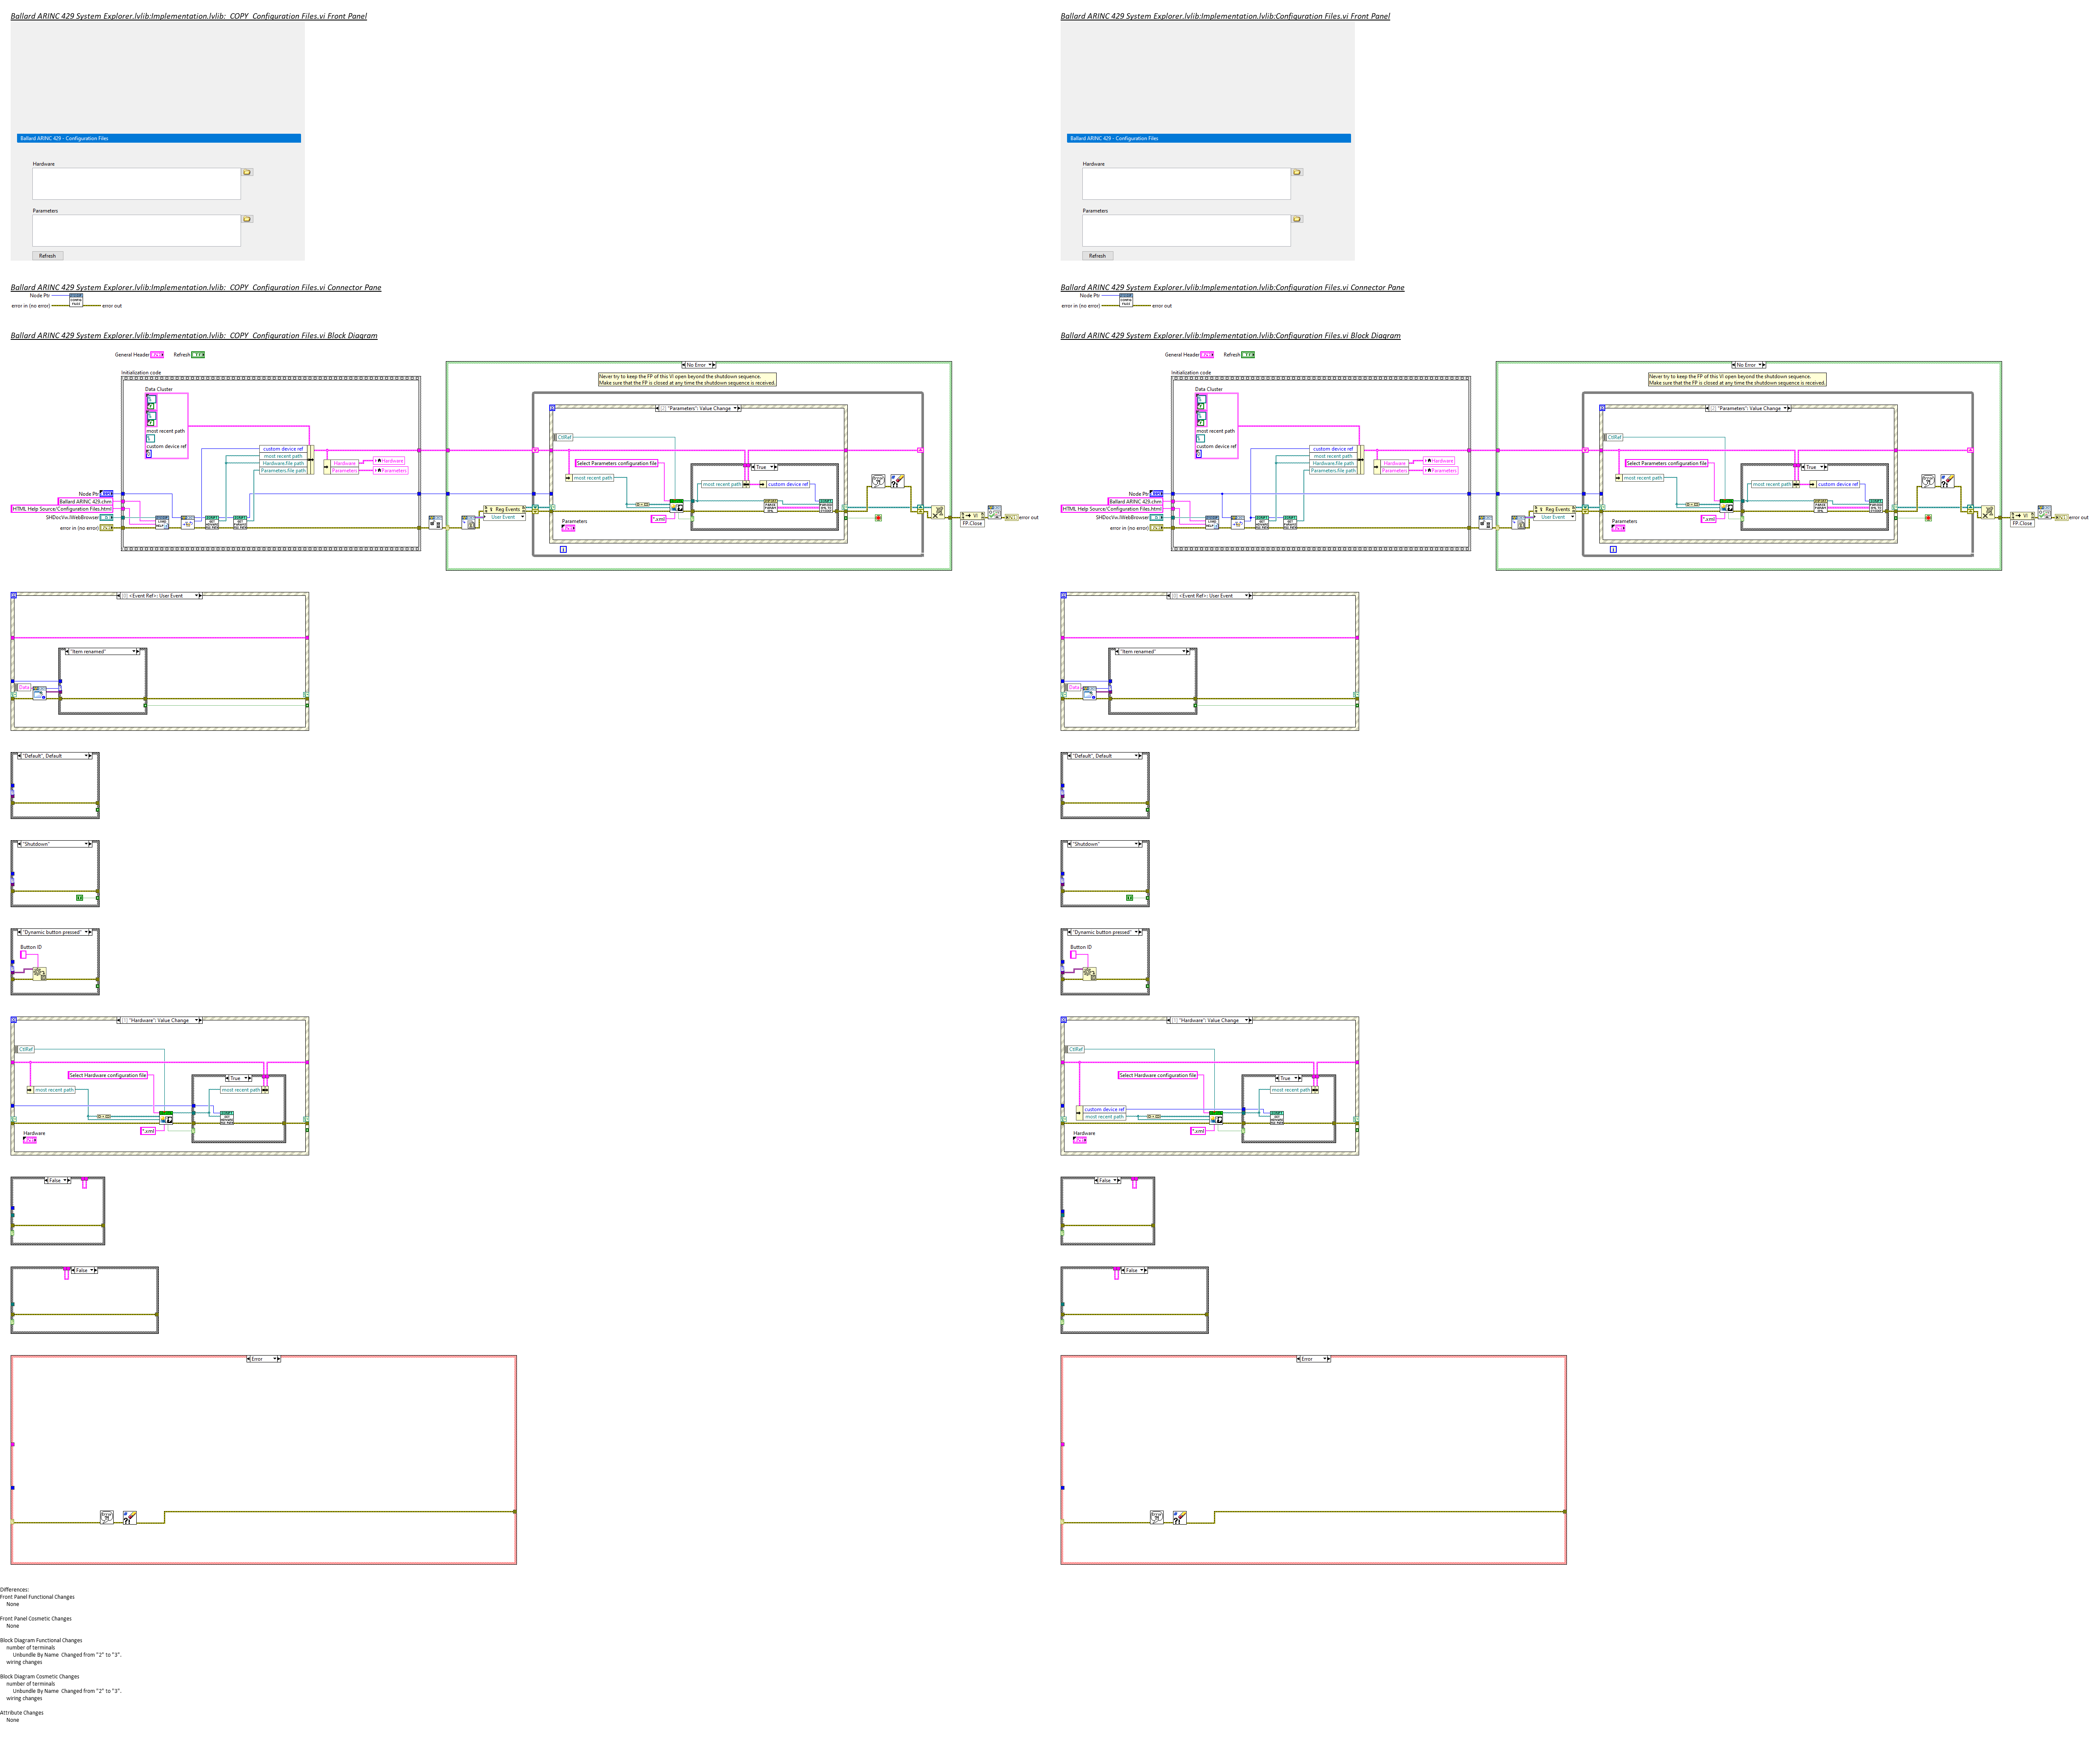 Ballard ARINC 429 System Explorer.lvlib:Implementation.lvlib:_COPY_Configuration Files.vi Front Panel
Ballard ARINC 429 - Configuration Files
Hardware
Parameters
Refresh
Ballard ARINC 429 System Explorer.lvlib:Implementation.lvlib:_COPY_Configuration Files.vi Connector Pane
Node Ptr
error in (no error)
error out
Ballard ARINC 429 System Explorer.lvlib:Implementation.lvlib:_COPY_Configuration Files.vi Block Diagram
General Header
Refresh
Initialization code
Data Cluster
most recent path
custom device ref
custom device ref
most recent path
Hardware.file path
Parameters.file path
Hardware
Parameters
Hardware
Parameters
Node Ptr
Ballard ARINC 429.chm
HTML Help Source/Configuration Files.html
SHDocVw.IWebBrowser
error in (no error)
No Error
Never try to keep the FP of this VI open beyond the shutdown sequence.
Make sure that the FP is closed at any time the shutdown sequence is received.
[2] "Parameters": Value Change
CtlRef
Select Parameters configuration file
most recent path
True
most recent path
custom device ref
*.xml
Parameters
Reg Events
User Event
VI
FP.Close
error out
[0] <Event Ref>: User Event
"Item renamed"
Data
"Default", Default
"Shutdown"
"Dynamic button pressed"
Button ID
[1] "Hardware": Value Change
CtlRef
Select Hardware configuration file
most recent path
True
most recent path
*.xml
Hardware
False
False
Error
Differences:
Front Panel Functional Changes
None
Front Panel Cosmetic Changes
None
Block Diagram Functional Changes
number of terminals
Unbundle By Name  Changed from "2" to "3".
wiring changes
Block Diagram Cosmetic Changes
number of terminals
Unbundle By Name  Changed from "2" to "3".
wiring changes
Attribute Changes
None
Ballard ARINC 429 System Explorer.lvlib:Implementation.lvlib:Configuration Files.vi Front Panel
Ballard ARINC 429 - Configuration Files
Hardware
Parameters
Refresh
Ballard ARINC 429 System Explorer.lvlib:Implementation.lvlib:Configuration Files.vi Connector Pane
Node Ptr
error in (no error)
error out
Ballard ARINC 429 System Explorer.lvlib:Implementation.lvlib:Configuration Files.vi Block Diagram
General Header
Refresh
Initialization code
Data Cluster
most recent path
custom device ref
custom device ref
most recent path
Hardware.file path
Parameters.file path
Hardware
Parameters
Hardware
Parameters
Node Ptr
Ballard ARINC 429.chm
HTML Help Source/Configuration Files.html
SHDocVw.IWebBrowser
error in (no error)
No Error
Never try to keep the FP of this VI open beyond the shutdown sequence.
Make sure that the FP is closed at any time the shutdown sequence is received.
[2] "Parameters": Value Change
CtlRef
Select Parameters configuration file
most recent path
True
most recent path
custom device ref
*.xml
Parameters
Reg Events
User Event
VI
FP.Close
error out
[0] <Event Ref>: User Event
"Item renamed"
Data
"Default", Default
"Shutdown"
"Dynamic button pressed"
Button ID
[1] "Hardware": Value Change
CtlRef
Select Hardware configuration file
custom device ref
most recent path
True
most recent path
*.xml
Hardware
False
False
Error